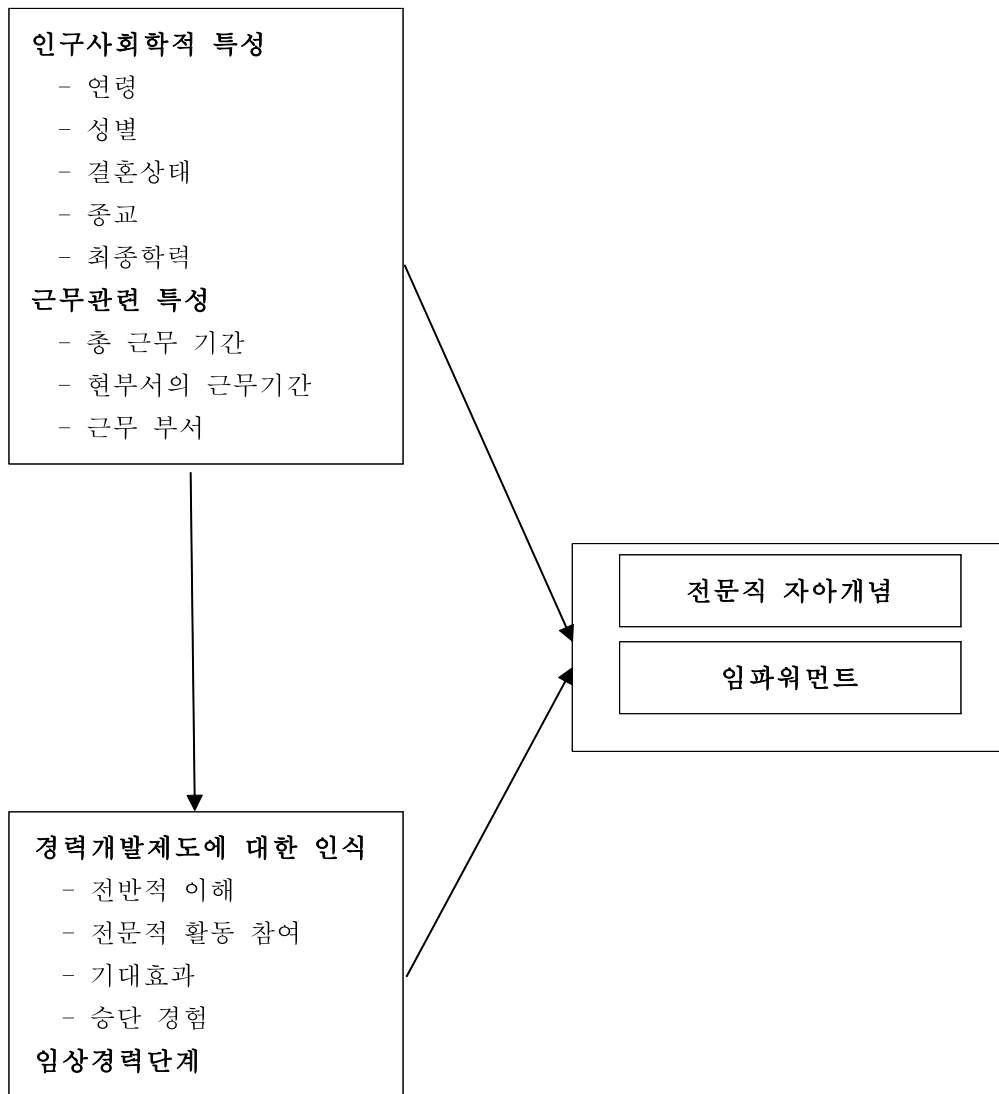 인구사회학적 특성
- 연령
- 성별
- 결혼상태
- 종교
- 최종학력
근무관련 특성
- 총 근무 기간
- 현부서의 근무기간
- 근무 부서
전문직 자아개념
임파워먼트
경력개발제도에 대한 인식
- 전반적 이해
- 전문적 활동 참여
- 기대효과
- 승단 경험
임상경력단계